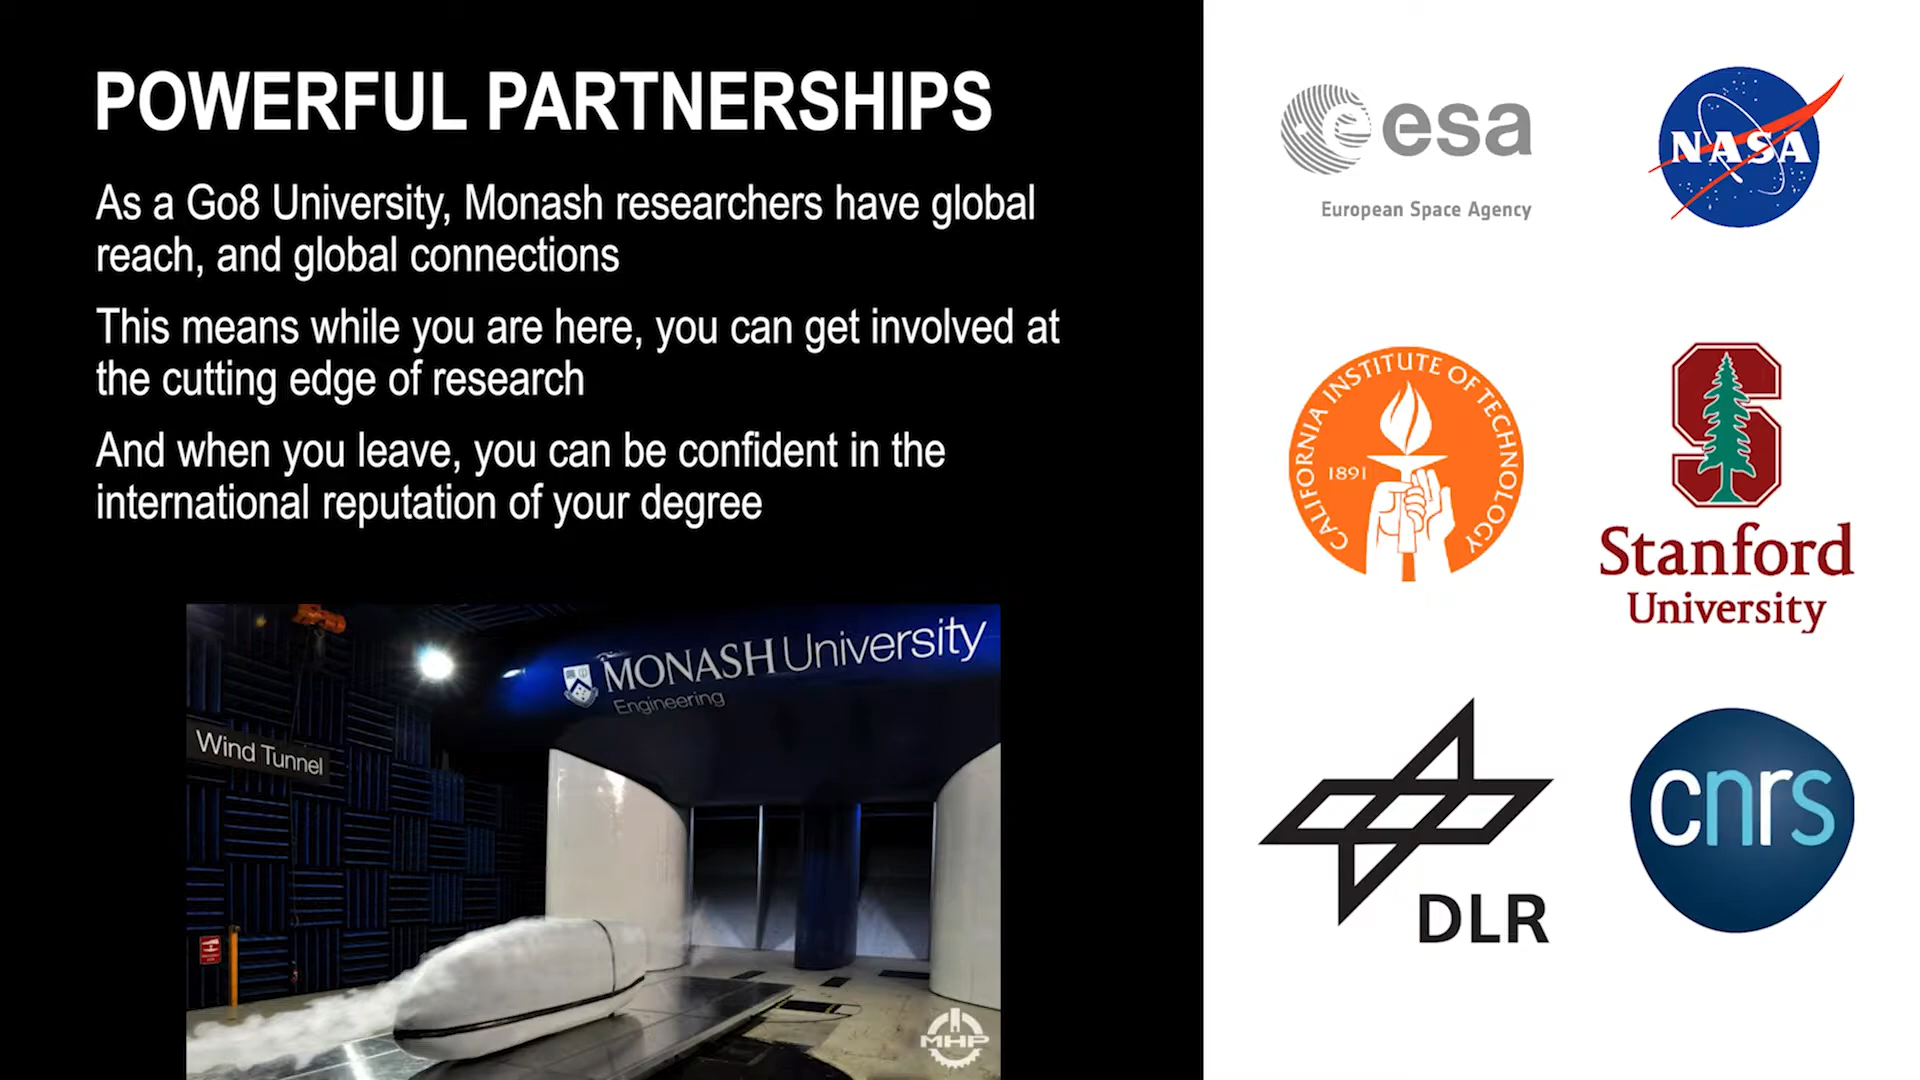 POWERFUL PARTNERSHIPS
As a Go8 University, Monash researchers have global
reach, and global connections
This means while you are here, you can get involved at
the cutting edge of research
And when you leave, you can be confident in the
international reputation of your degree
MONASH University
Engineering
Wind Tunnel
MHP
esa
European Space Agency
NASA
CALIFORNIA INSTITUTE OF TECHNOLOGY
1891
S
Stanford
University
DLR
cnrs